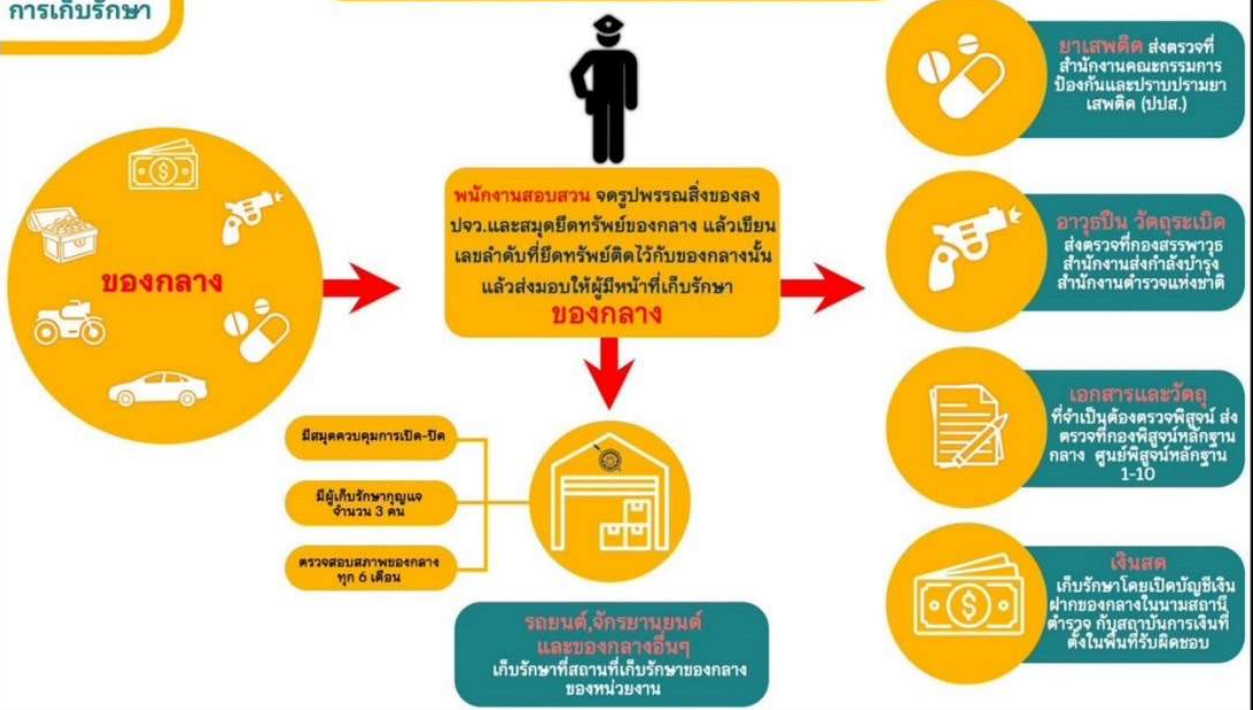 การเก็บรักษา
ของกลาง
พนักงานสอบสวน จดรูปพรรณสิ่งของลง
ปจว.และสมุดยึดทรัพย์ของกลาง แล้วเขียน
เลขลำดับที่ยึดทรัพย์ติดไว้กับของกลางนั้น
แล้วส่งมอบให้ผู้มีหน้าที่เก็บรักษา
ของกลาง
มีสมุดควบคุมการเปิด-ปิด
มีผู้เก็บรักษากุญแจ
จำนวน 3 คน
ตรวจสอบสภาพของกลาง
ทุก 6 เดือน
รถยนต์,จักรยานยนต์
และของกลางอื่นๆ
เก็บรักษาที่สถานที่เก็บรักษาของกลาง
ของหน่วยงาน
ยาเสพติด ส่งตรวจที่
สำนักงานคณะกรรมการ
ป้องกันและปราบปรามยา
เสพติด (ปปส.)
อาวุธปืน วัตถุระเบิด
ส่งตรวจที่กองสรรพาวุธ
สำนักงานส่งกำลังบำรุง
สำนักงานตำรวจแห่งชาติ
เอกสารและวัตถุ
ที่จำเป็นต้องตรวจพิสูจน์ ส่ง
ตรวจที่กองพิสูจน์หลักฐาน
กลาง ศูนย์พิสูจน์หลักฐาน
1-10
เงินสด
เก็บรักษาโดยเปิดบัญชีเงิน
ฝากของกลางในนามสถานี
ตำรวจ กับสถาบันการเงินที่
ตั้งในพื้นที่รับผิดชอบ